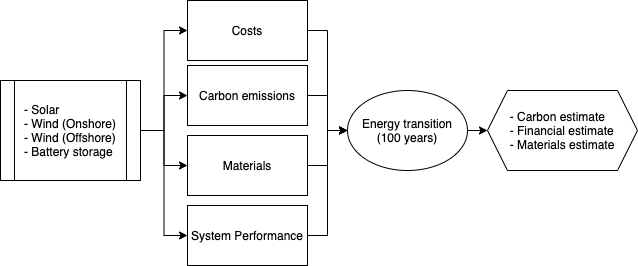 - Solar
- Wind (Onshore)
- Wind (Offshore)
- Battery storage
Costs
Carbon emissions
Materials
System Performance
Energy transition
(100 years)
- Carbon estimate
- Financial estimate
- Materials estimate